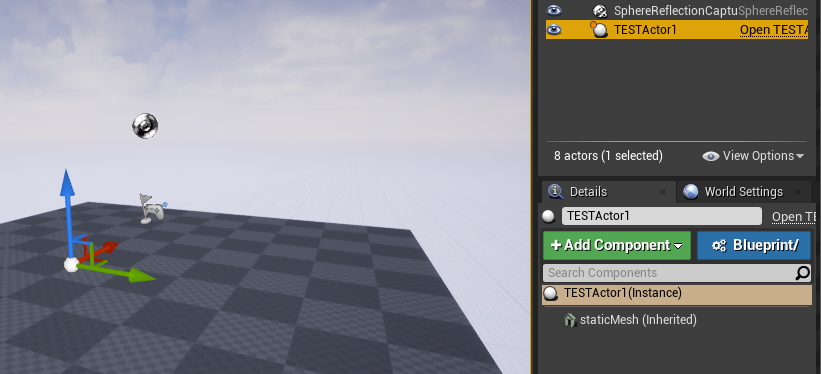 SphereReflectionCaptu SphereReflec
TESTActor1 Open TESTA
8 actors (1 selected) View Options
Details World Settings
TESTActor1 Open TE
+ Add Component Blueprint/
Search Components
TESTActor1(Instance)
staticMesh (Inherited)